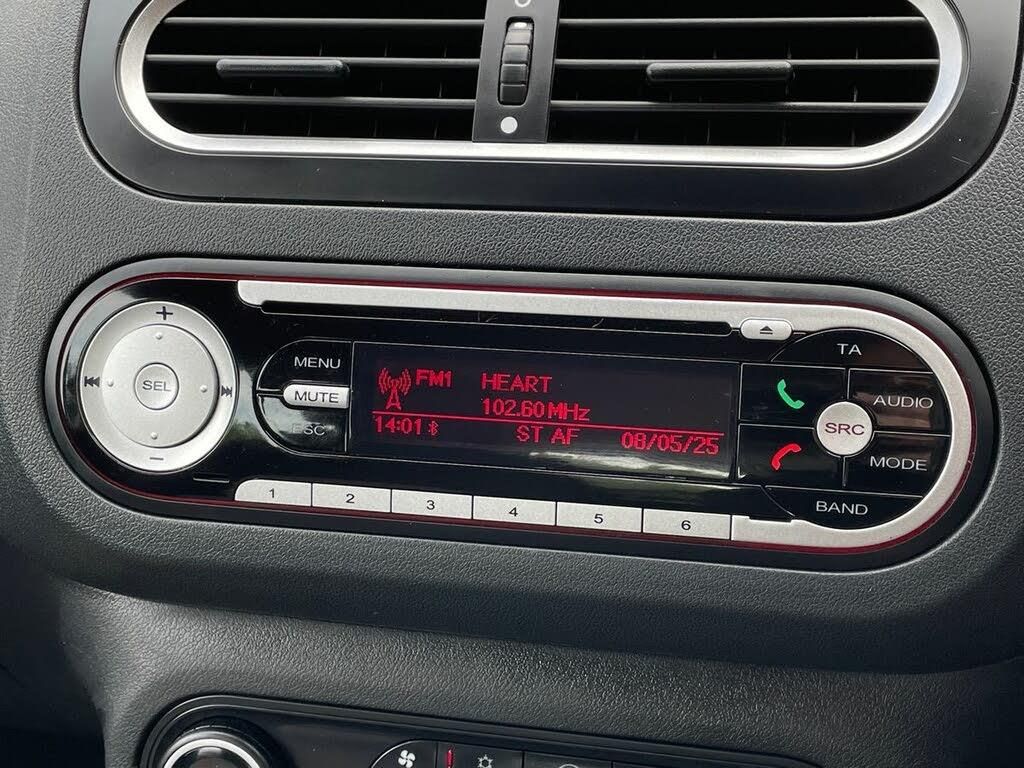 TA
MENU
MUTE
ESC
SEL
FM1 HEART
102.60MHz
14:01 ST AF 08/05/25
AUDIO
SRC
MODE
BAND
1 2 3 4 5 6